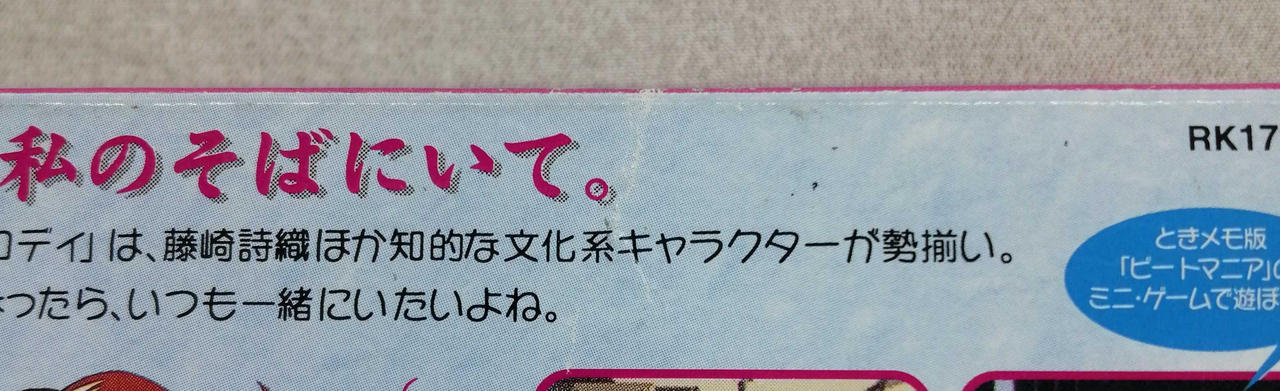 私のそばにいて。
RK17
ロディ」は、藤崎詩織ほか知的な文化系キャラクターが勢揃い。
ったら、いつも一緒にいたいよね。
ときメモ版
「ビートマニア」の
ミニ・ゲームで遊ぼ